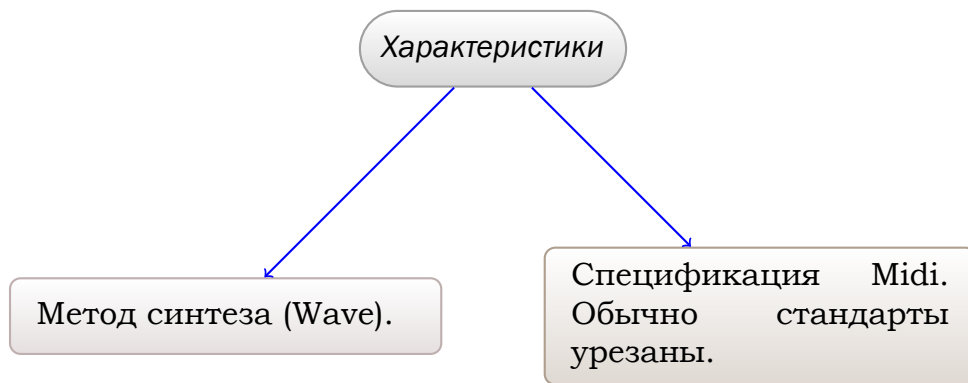 Характеристики
Метод синтеза (Wave).
Спецификация Midi.
Обычно стандарты
урезаны.